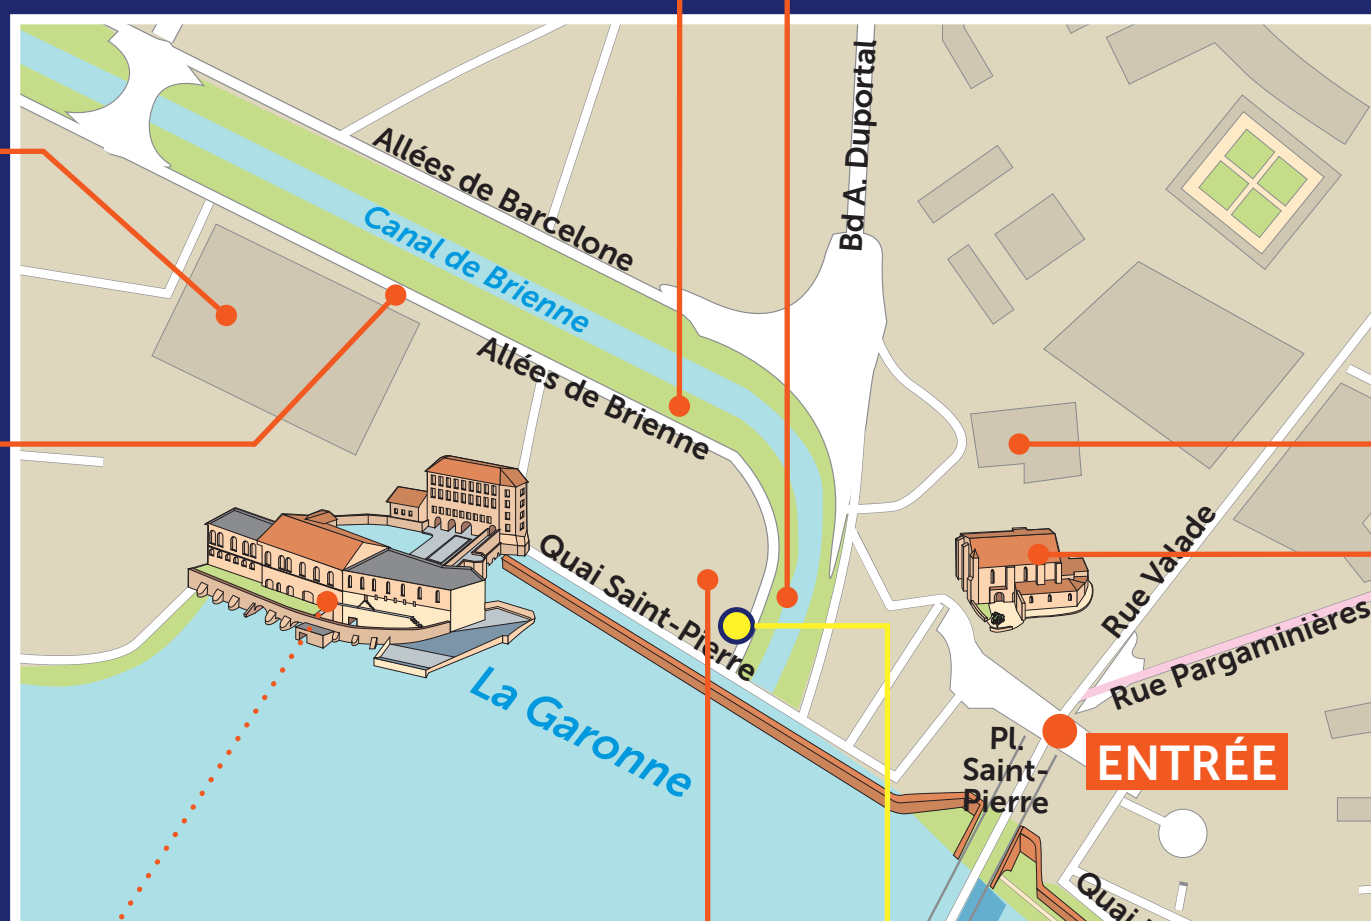 Bd A. Duportal
Allées de Barcelone
Canal de Brienne
Allées de Brienne
Quai Saint-Pierre
La Garonne
Rue Valade
Rue Pargaminières
Pl.
Saint-
Pierre
ENTRÉE
Quai